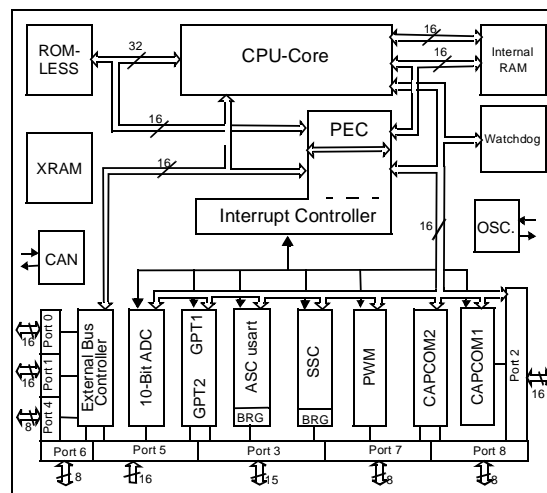 ROM-
LESS
32
CPU-Core
16
Internal
RAM
16
16
PEC
Watchdog
XRAM
16
Interrupt Controller
16
OSC.
CAN
Port 0
16
Port 1
16
Port 4
8
External Bus
Controller
10-Bit ADC
GPT1
GPT2
ASC usart
BRG
SSC
BRG
PWM
CAPCOM2
CAPCOM1
Port 2
16
Port 6
Port 5
Port 3
Port 7
Port 8
8
16
15
8
8